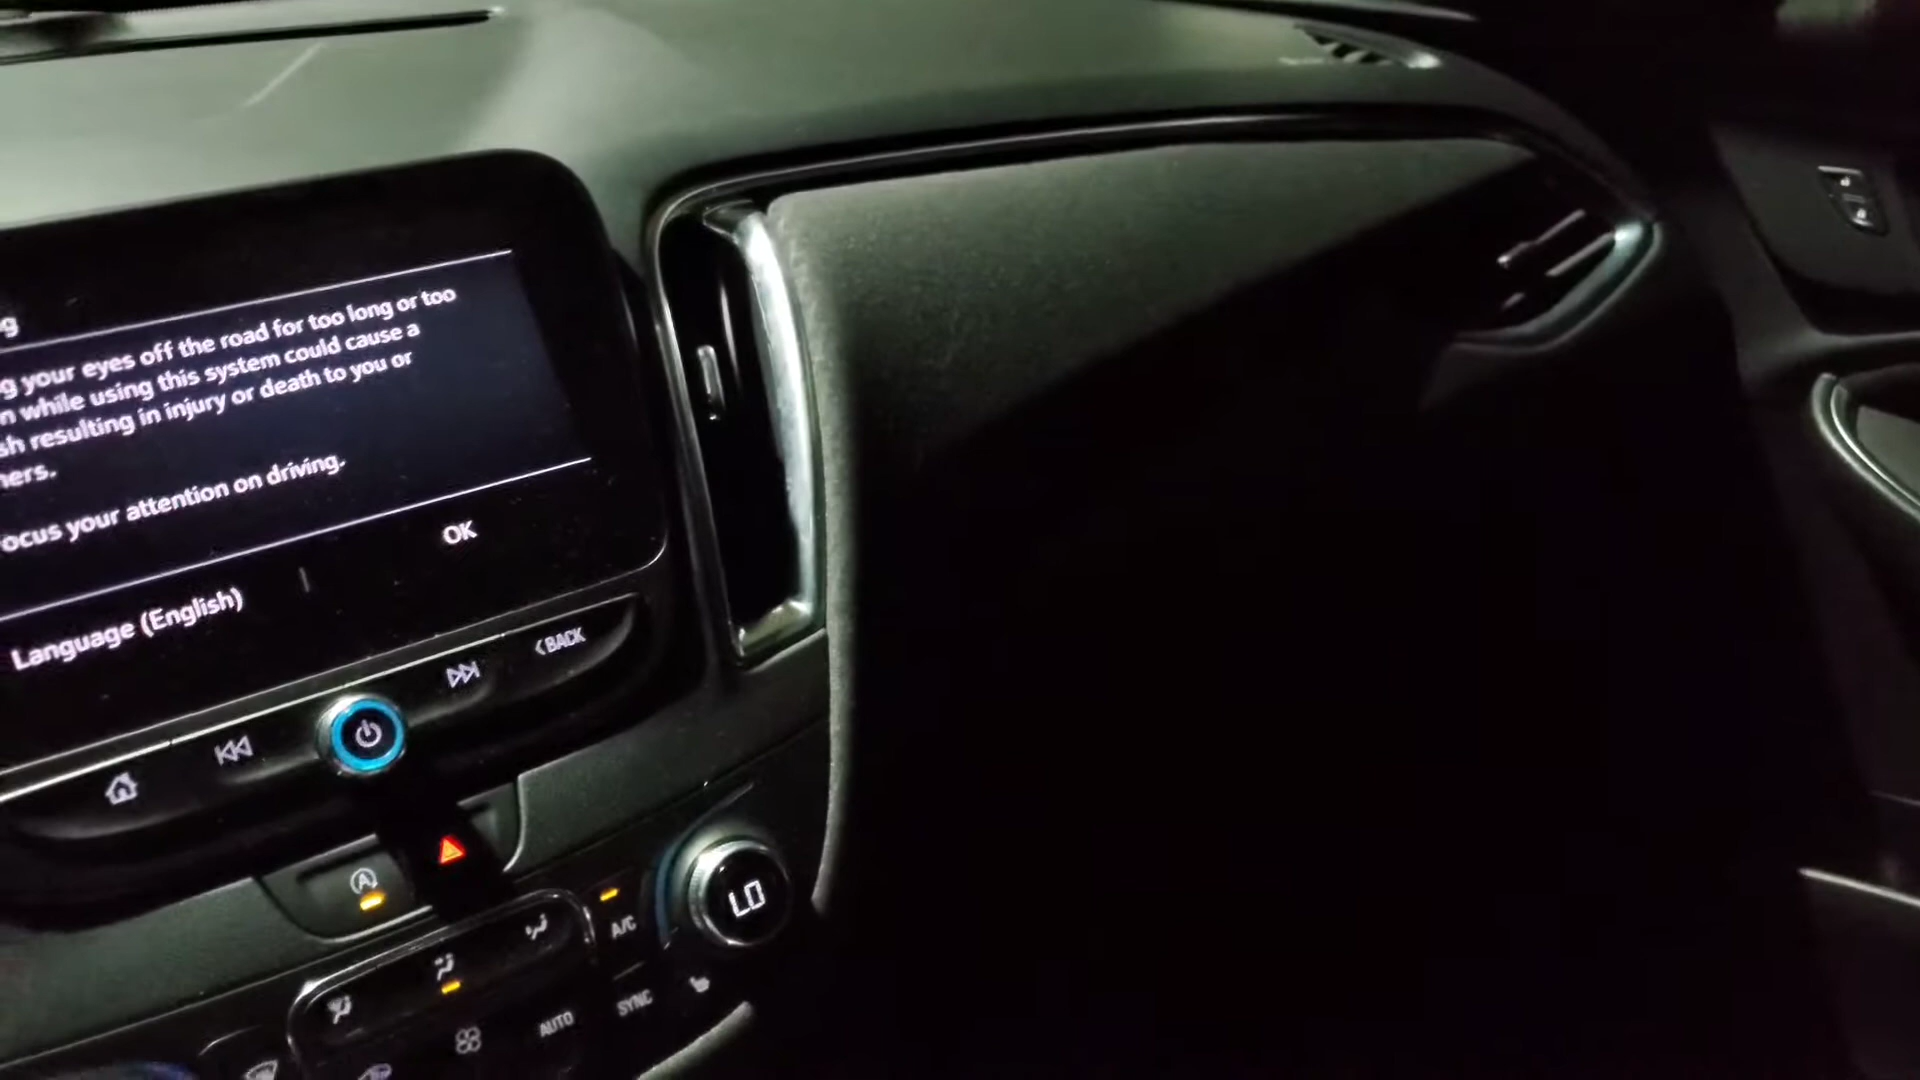 g your eyes off the road for too long or too
n while using this system could cause a
sh resulting in injury or death to you or
ners.
ocus your attention on driving.
OK
Language (English)
BACK
A
LO
A/C
SYNC
AUTO